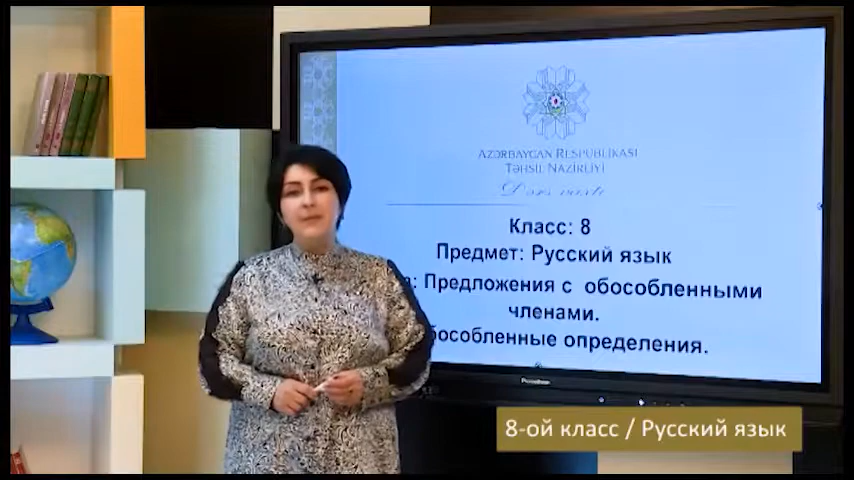 AZƏRBAYCAN RESPUBLİKASI
TƏHSİL NAZİRLİYİ
Dərs vaxtı
Класс: 8
Предмет: Русский язык
Предложения с обособленными
членами.
определения.
8-ой класс / Русский язык